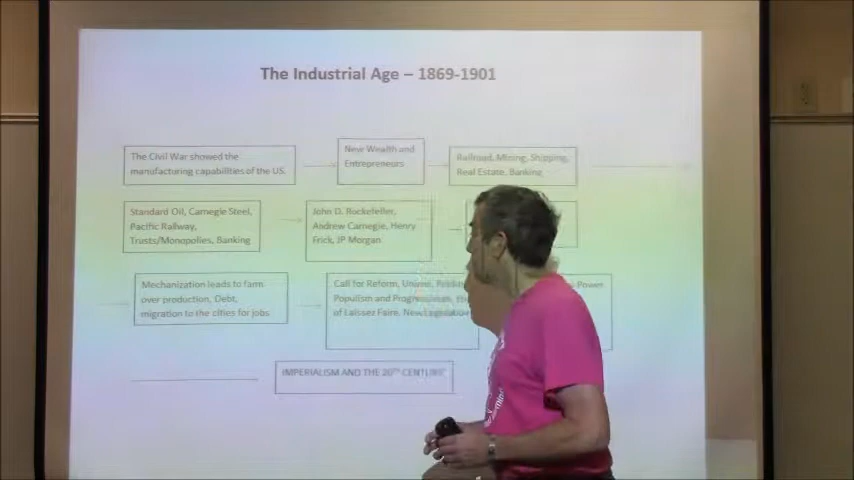 The Industrial Age – 1869-1901
The Civil War showed the
manufacturing capabilities of the US.
New Wealth and
Entrepreneurs
Railroad, Mining, Shipping,
Real Estate, Banking
Standard Oil, Carnegie Steel,
Pacific Railway,
Trusts/Monopolies, Banking
John D. Rockefeller,
Andrew Carnegie, Henry
Frick, JP Morgan
Mechanization leads to farm
over production, Debt,
migration to the cities for jobs
Call for Reform, Unions,
Populism and Progressives,
of Laissez Faire, New Legislation
Power
IMPERIALISM AND THE 20TH CENTURY